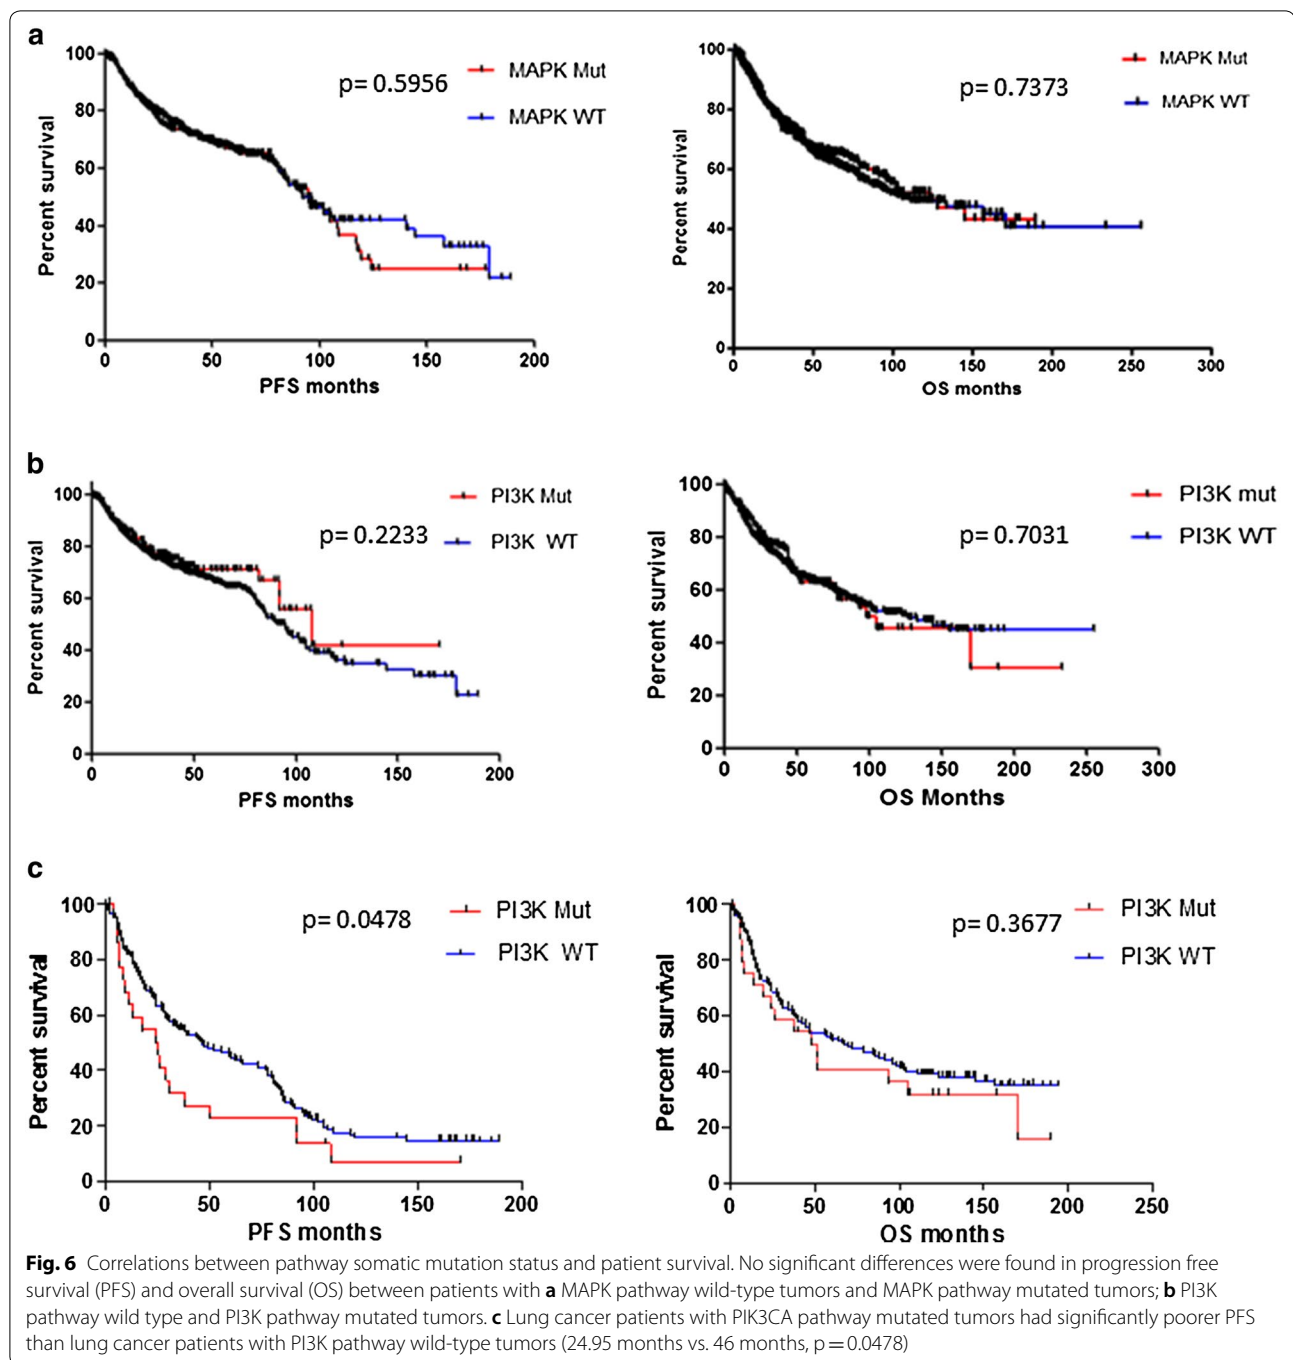 a
100
80
60
40
20
0
0 50 100 150 200
Percent survival
PFS months
p= 0.5956
MAPK Mut
MAPK WT
100
80
60
40
20
0
0 50 100 150 200 250 300
Percent survival
OS months
p= 0.7373
MAPK Mut
MAPK WT
b
100
80
60
40
20
0
0 50 100 150 200
Percent survival
PFS months
p= 0.2233
PI3K Mut
PI3K WT
100
80
60
40
20
0
0 50 100 150 200 250 300
Percent survival
OS Months
p= 0.7031
PI3K mut
PI3K WT
c
100
80
60
40
20
0
0 50 100 150 200
Percent survival
PFS months
p= 0.0478
PI3K Mut
PI3K WT
100
80
60
40
20
0
0 50 100 150 200 250
Percent survival
OS months
p= 0.3677
PI3K Mut
PI3K WT
Fig. 6 Correlations between pathway somatic mutation status and patient survival. No significant differences were found in progression free
survival (PFS) and overall survival (OS) between patients with a MAPK pathway wild-type tumors and MAPK pathway mutated tumors; b PI3K
pathway wild type and PI3K pathway mutated tumors. c Lung cancer patients with PIK3CA pathway mutated tumors had significantly poorer PFS
than lung cancer patients with PI3K pathway wild-type tumors (24.95 months vs. 46 months, p = 0.0478)